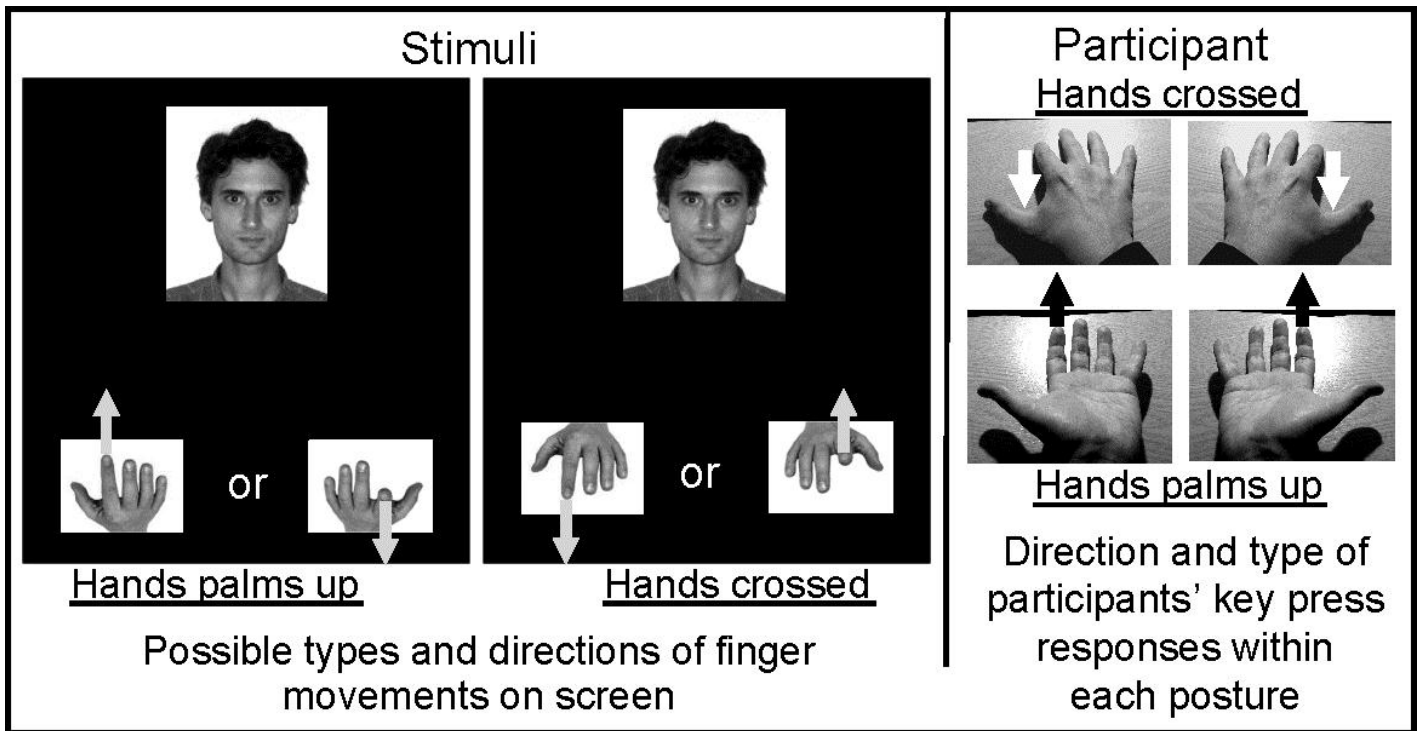 Stimuli
or
Hands palms up
or
Hands crossed
Possible types and directions of finger
movements on screen
Participant
Hands crossed
Hands palms up
Direction and type of
participants’ key press
responses within
each posture